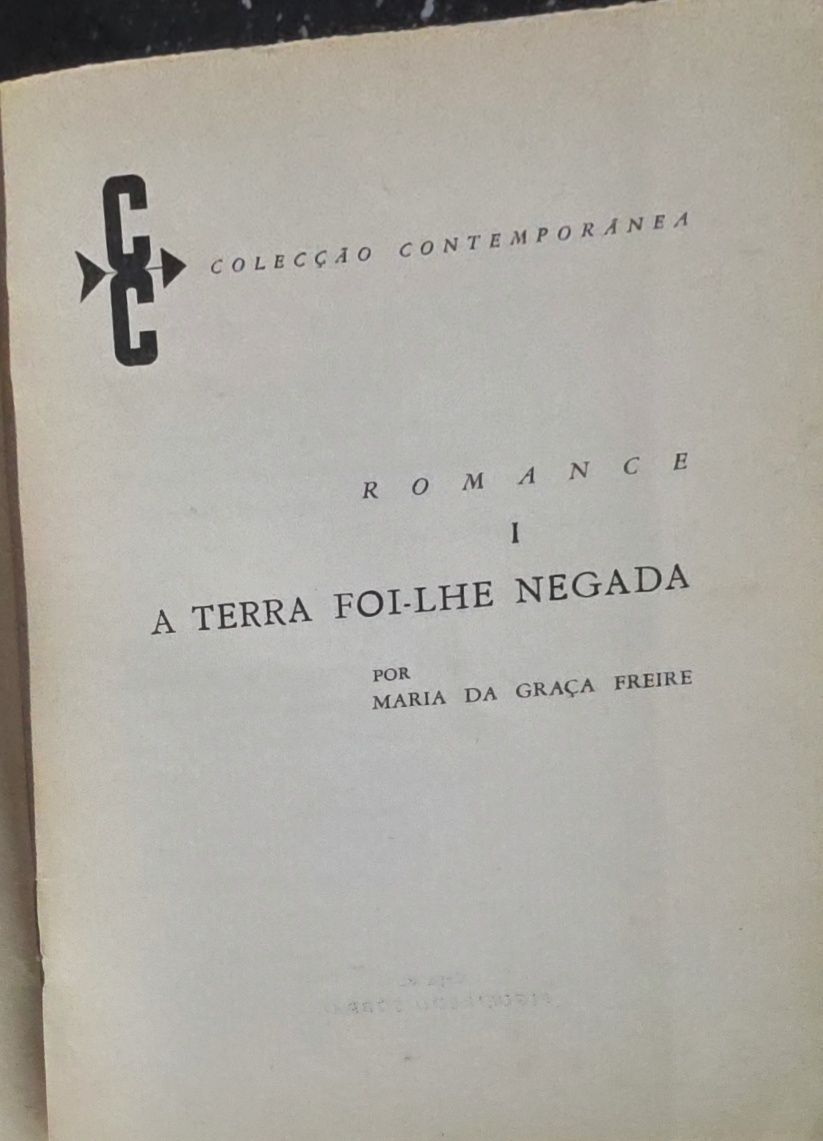 CC
COLECÇÃO CONTEMPORÂNEA
ROMANCE
I
A TERRA FOI-LHE NEGADA
POR
MARIA DA GRAÇA FREIRE